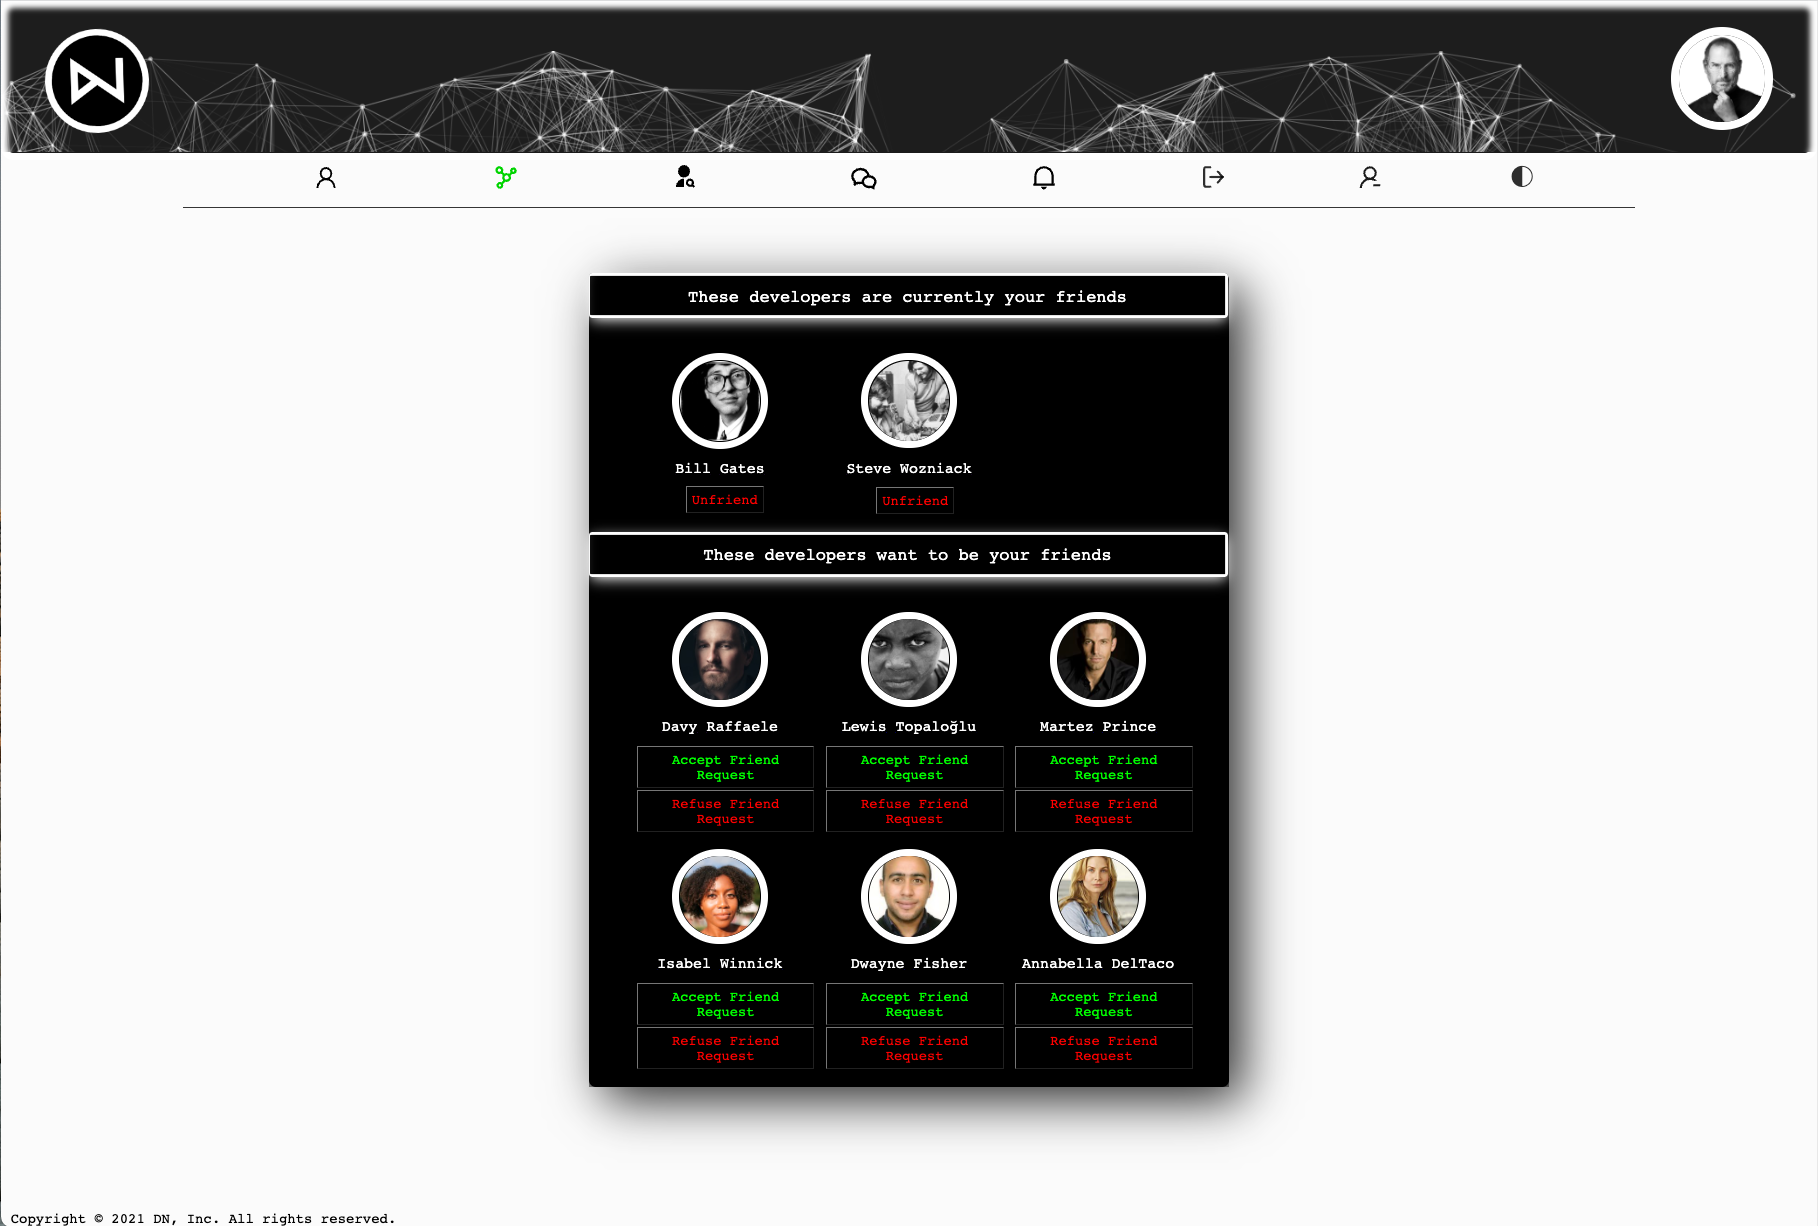 These developers are currently your friends
Bill Gates
Steve Wozniack
Unfriend
Unfriend
These developers want to be your friends
Davy Raffaele
Lewis Topaloğlu
Martez Prince
Accept Friend
Request
Accept Friend
Request
Accept Friend
Request
Refuse Friend
Request
Refuse Friend
Request
Refuse Friend
Request
Isabel Winnick
Dwayne Fisher
Annabella DelTaco
Accept Friend
Request
Accept Friend
Request
Accept Friend
Request
Refuse Friend
Request
Refuse Friend
Request
Refuse Friend
Request
Copyright © 2021 DN, Inc. All rights reserved.